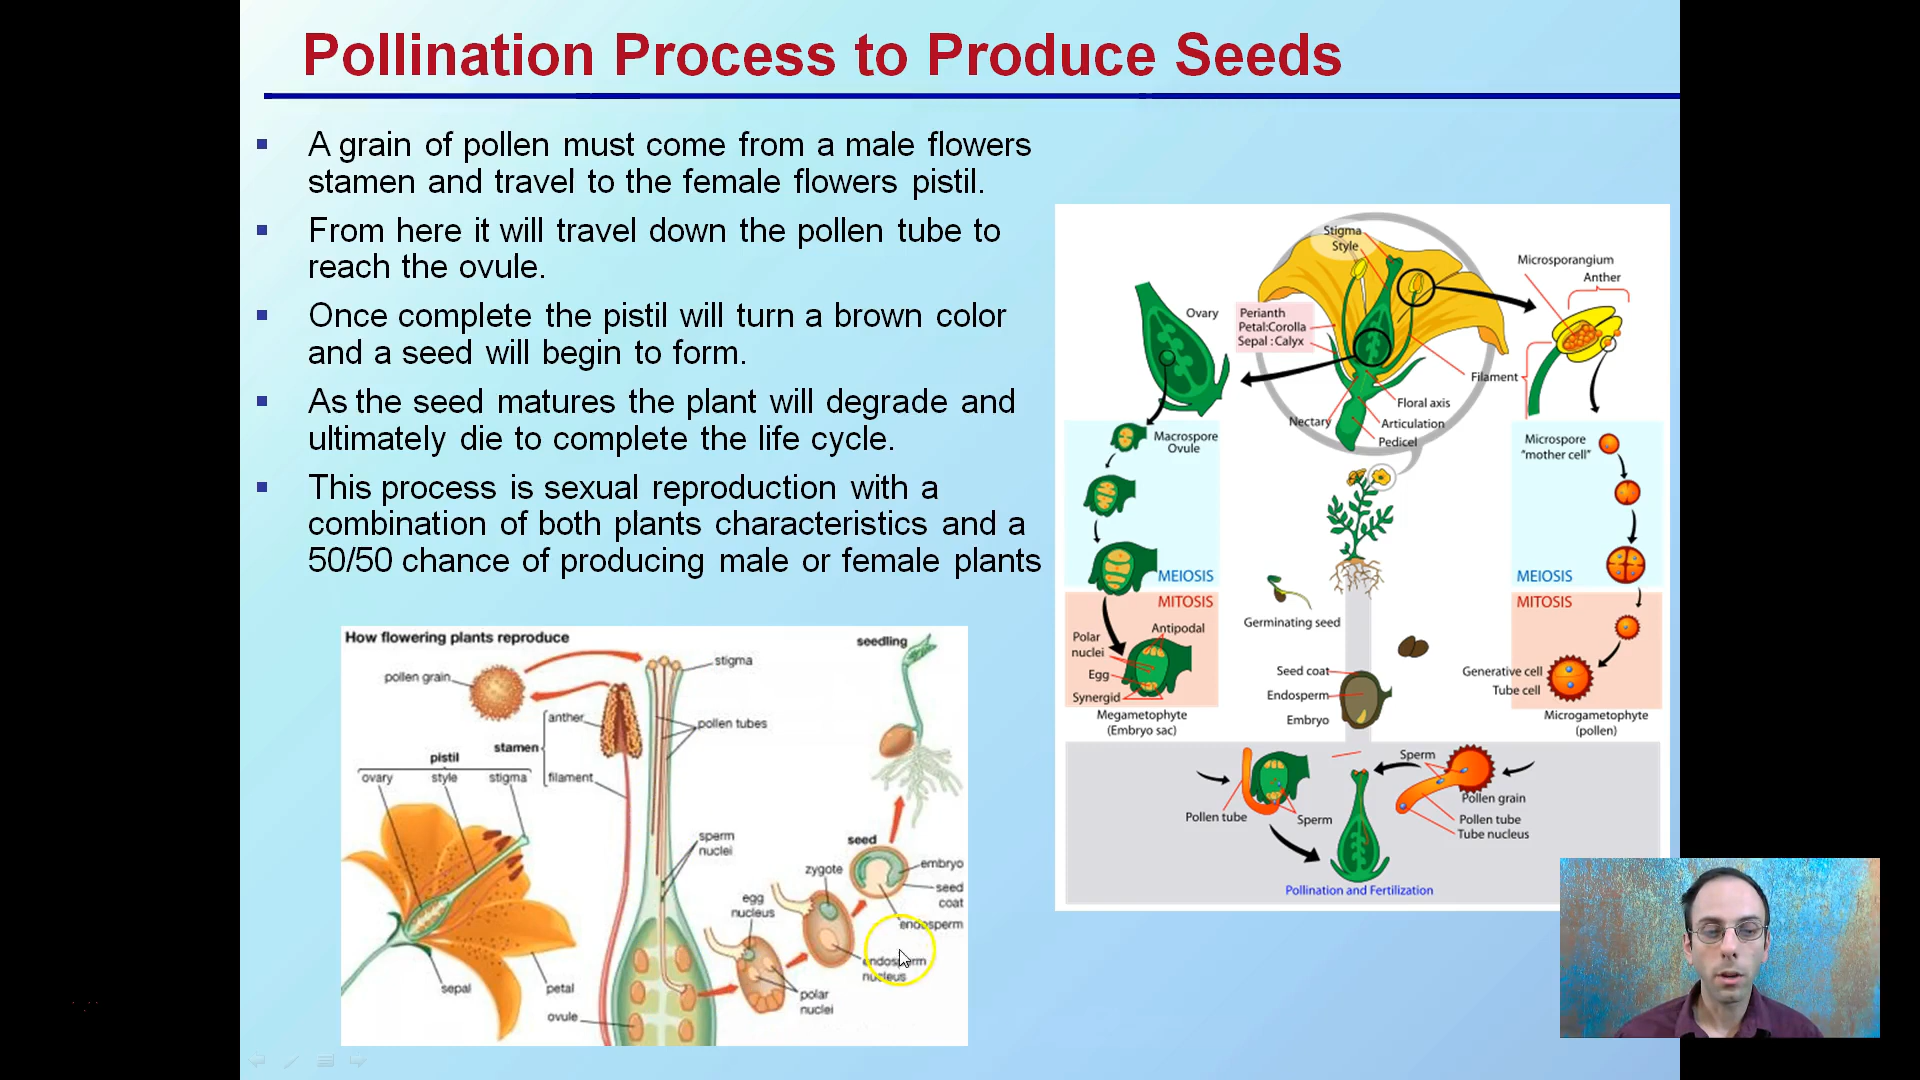 Pollination Process to Produce Seeds
A grain of pollen must come from a male flowers
stamen and travel to the female flowers pistil.
From here it will travel down the pollen tube to
reach the ovule.
Once complete the pistil will turn a brown color
and a seed will begin to form.
As the seed matures the plant will degrade and
ultimately die to complete the life cycle.
This process is sexual reproduction with a
combination of both plants characteristics and a
50/50 chance of producing male or female plants
How flowering plants reproduce
seedling
pollen grain
stigma
anther
pollen tubes
stamen
pistil
ovary
style
stigma
filament
sperm
nuclei
seed
zygote
embryo
egg
nucleus
seed
coat
endosperm
endosperm
nucleus
sepal
petal
polar
nuclei
ovule
Stigma
Style
Microsporangium
Anther
Ovary
Perianth
Petal:Corolla
Sepal : Calyx
Filament
Floral axis
Nectary
Articulation
Pedicel
Macrospore
Ovule
Microspore
"mother cell"
MEIOSIS
MITOSIS
MEIOSIS
MITOSIS
Germinating seed
Antipodal
Polar
nuclei
Egg
Synergid
Megametophyte
(Embryo sac)
Seed coat
Endosperm
Embryo
Generative cell
Tube cell
Microgametophyte
(pollen)
Sperm
Pollen grain
Pollen tube
Sperm
Pollen tube
Tube nucleus
Pollination and Fertilization